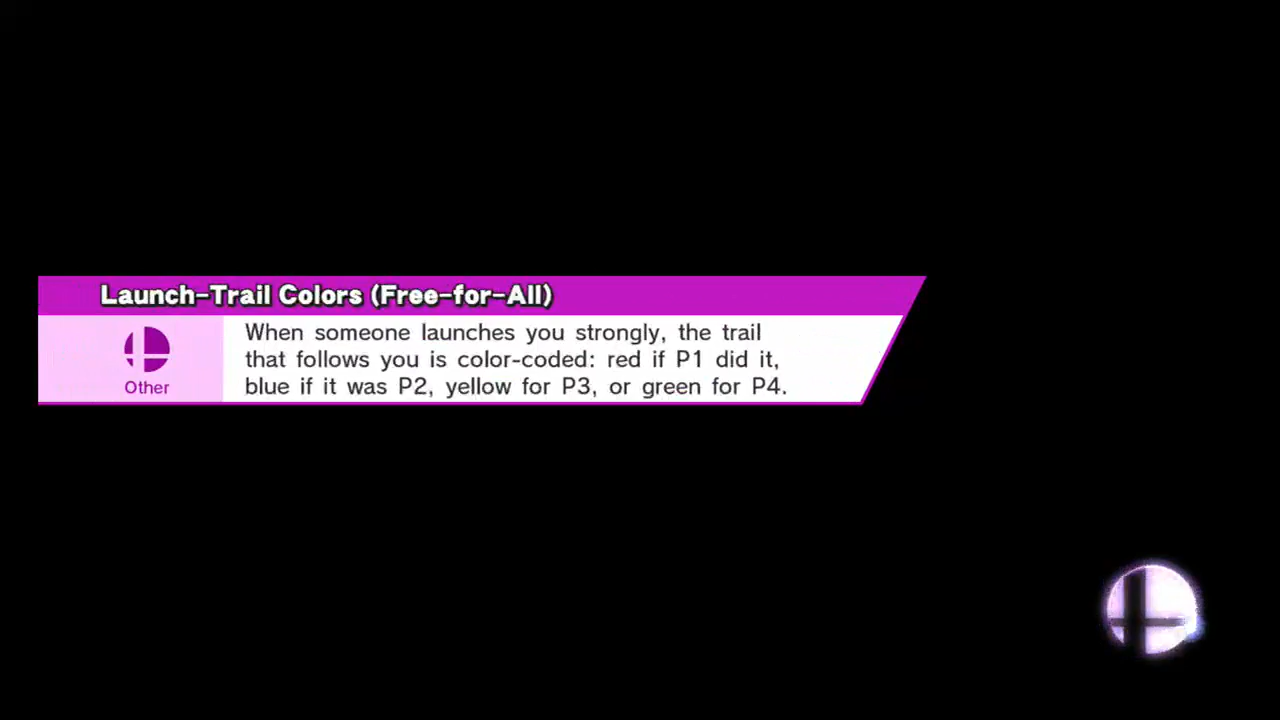 Launch-Trail Colors (Free-for-All)
Other
When someone launches you strongly, the trail
that follows you is color-coded: red if P1 did it,
blue if it was P2, yellow for P3, or green for P4.